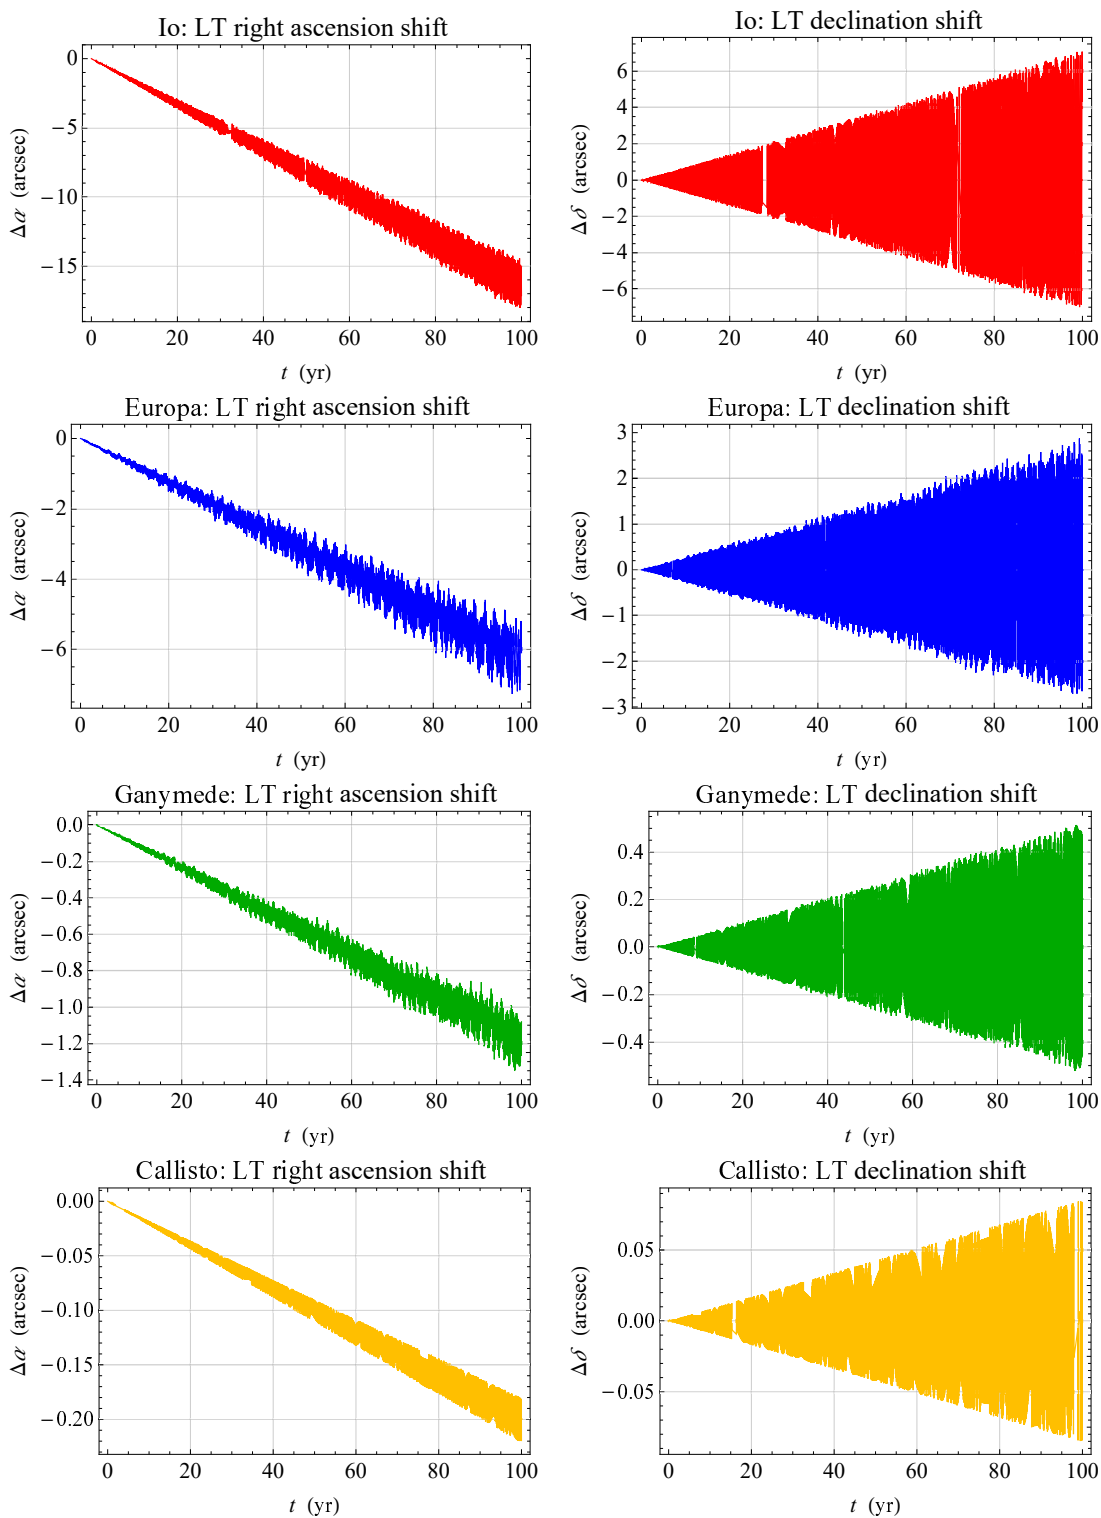 Io: LT right ascension shift
Io: LT declination shift
0
−5
−10
−15
Δα (arcsec)
0 20 40 60 80 100
t (yr)
6
4
2
0
−2
−4
−6
Δδ (arcsec)
0 20 40 60 80 100
t (yr)
Europa: LT right ascension shift
Europa: LT declination shift
0
−2
−4
−6
Δα (arcsec)
0 20 40 60 80 100
t (yr)
3
2
1
0
−1
−2
−3
Δδ (arcsec)
0 20 40 60 80 100
t (yr)
Ganymede: LT right ascension shift
Ganymede: LT declination shift
0.0
−0.2
−0.4
−0.6
−0.8
−1.0
−1.2
−1.4
Δα (arcsec)
0 20 40 60 80 100
t (yr)
0.4
0.2
0.0
−0.2
−0.4
Δδ (arcsec)
0 20 40 60 80 100
t (yr)
Callisto: LT right ascension shift
Callisto: LT declination shift
0.00
−0.05
−0.10
−0.15
−0.20
Δα (arcsec)
0 20 40 60 80 100
t (yr)
0.05
0.00
−0.05
Δδ (arcsec)
0 20 40 60 80 100
t (yr)